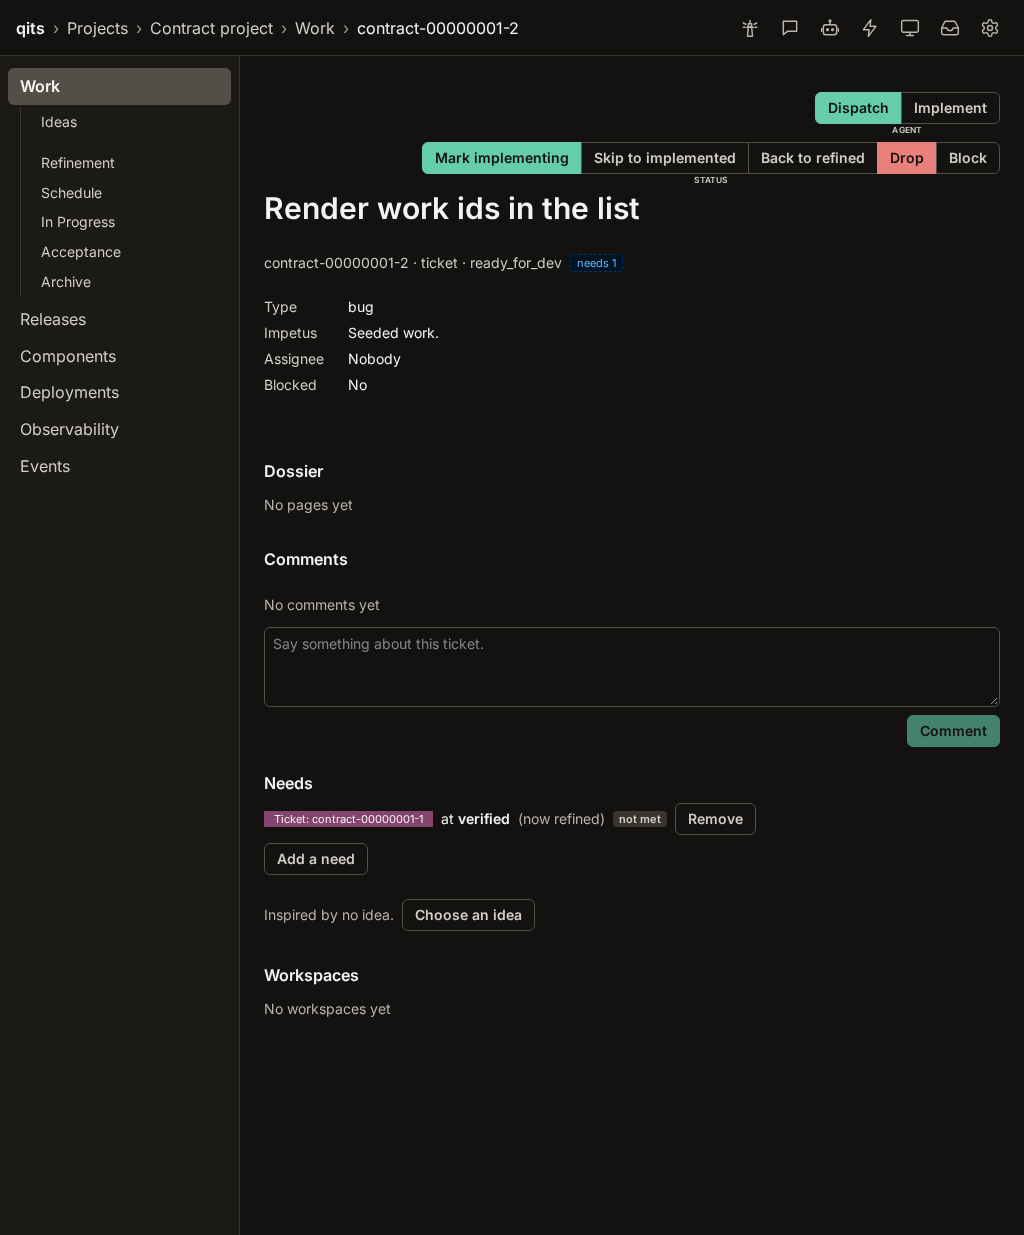 qits › Projects › Contract project › Work › contract-00000001-2
Work
Ideas
Refinement
Schedule
In Progress
Acceptance
Archive
Releases
Components
Deployments
Observability
Events
Dispatch Implement
AGENT
Mark implementing Skip to implemented Back to refined Drop Block
STATUS
Render work ids in the list
contract-00000001-2 · ticket · ready_for_dev needs 1
Type bug
Impetus Seeded work.
Assignee Nobody
Blocked No
Dossier
No pages yet
Comments
No comments yet
Say something about this ticket.
Comment
Needs
Ticket: contract-00000001-1 at verified (now refined) not met Remove
Add a need
Inspired by no idea. Choose an idea
Workspaces
No workspaces yet